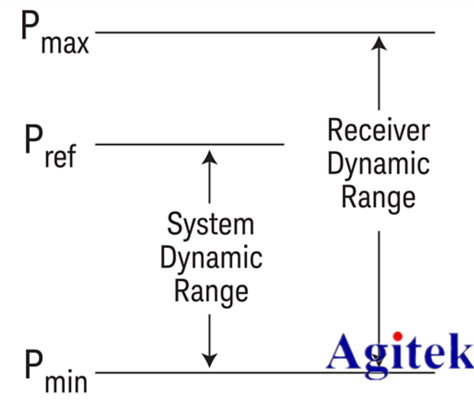 Pmax
Pref
Receiver
Dynamic
Range
System
Dynamic
Range
Pmin
Agitek